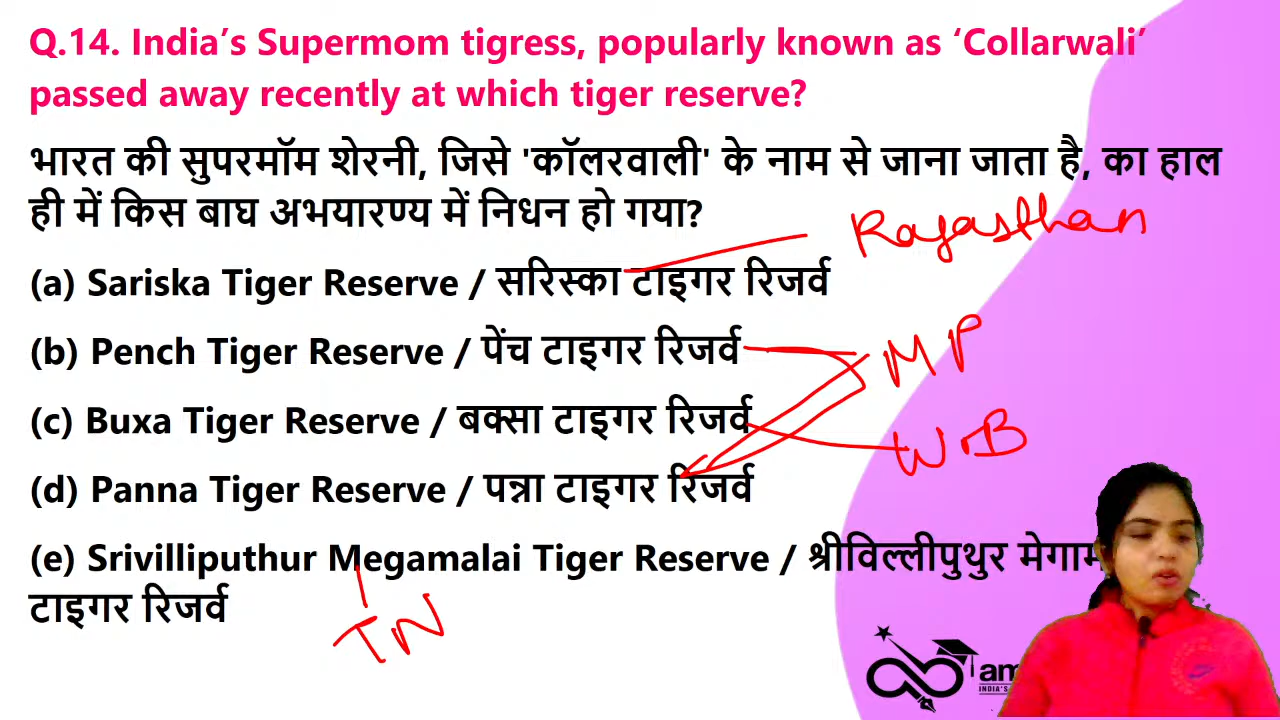 Q.14. India’s Supermom tigress, popularly known as ‘Collarwali’
passed away recently at which tiger reserve?
भारत की सुपरमॉम शेरनी, जिसे 'कॉलरवाली' के नाम से जाना जाता है, का हाल
ही में किस बाघ अभयारण्य में निधन हो गया?
Rajasthan
(a) Sariska Tiger Reserve / सरिस्का टाइगर रिजर्व
(b) Pench Tiger Reserve / पेंच टाइगर रिजर्व
MP
(c) Buxa Tiger Reserve / बक्सा टाइगर रिजर्व
W.B
(d) Panna Tiger Reserve / पन्ना टाइगर रिजर्व
(e) Srivilliputhur Megamalai Tiger Reserve / श्रीविल्लीपुथुर मेगाम
टाइगर रिजर्व
TN
am
INDIA'S